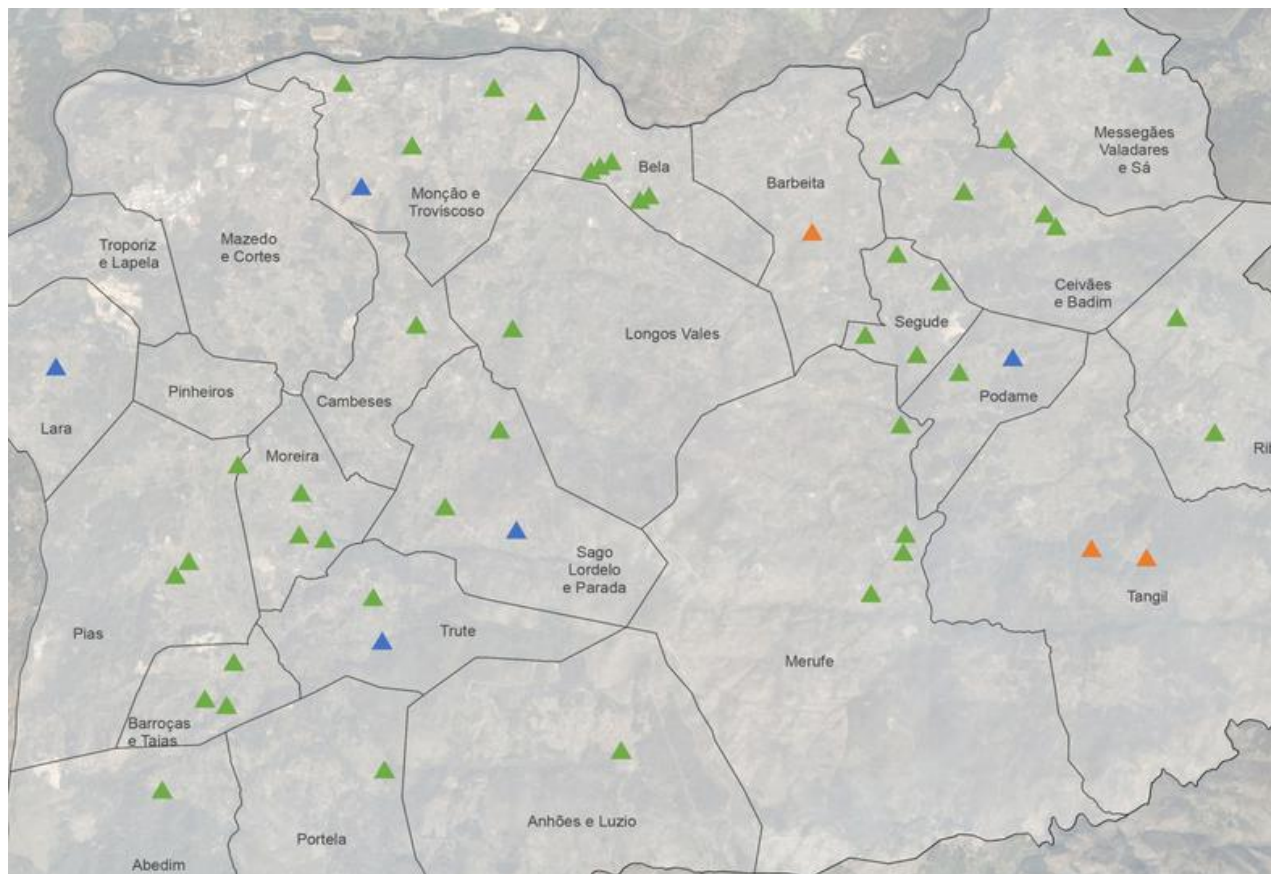 Messegães
Valadares
e Sá
Bela
Barbeita
Monção e
Troviscoso
Troporiz
e Lapela
Mazedo
e Cortes
Ceivães
e Badim
Segude
Longos Vales
Pinheiros
Podame
Cambeses
Lara
Moreira
Rib
Sago
Lordelo
e Parada
Tangil
Pias
Trute
Merufe
Barroças
e Taias
Anhões e Luzio
Portela
Abedim